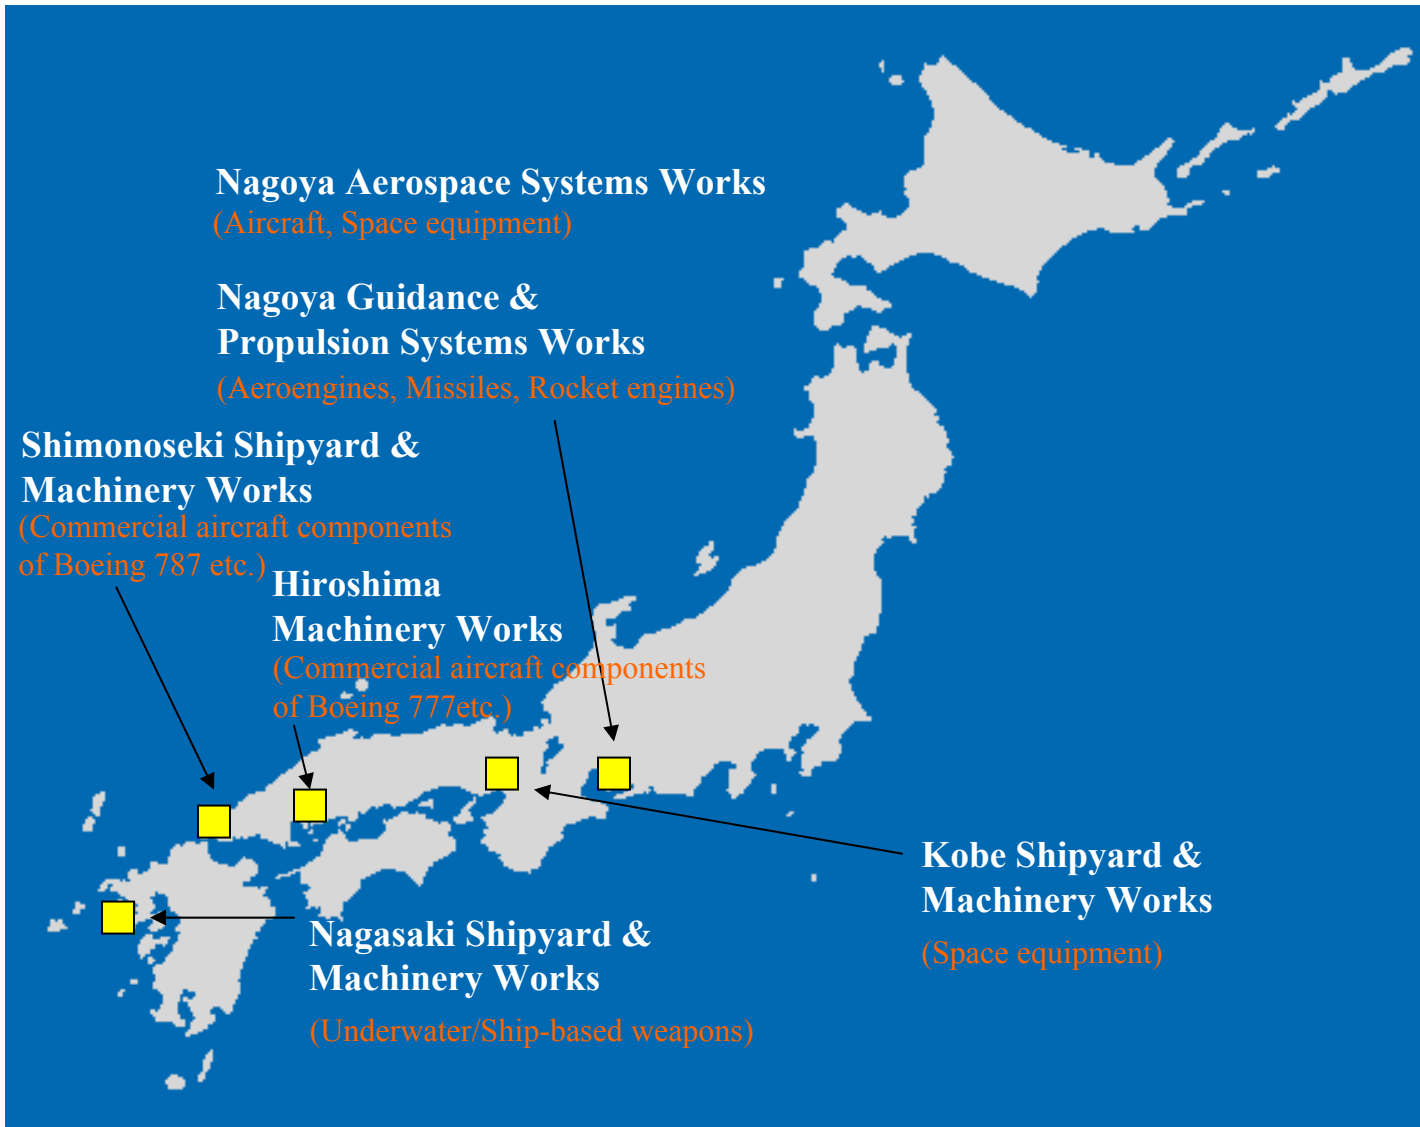 Nagoya Aerospace Systems Works
(Aircraft, Space equipment)
Nagoya Guidance &
Propulsion Systems Works
(Aeroengines, Missiles, Rocket engines)
Shimonoseki Shipyard &
Machinery Works
(Commercial aircraft components
of Boeing 787 etc.)
Hiroshima
Machinery Works
(Commercial aircraft components
of Boeing 777etc.)
Kobe Shipyard &
Machinery Works
(Space equipment)
Nagasaki Shipyard &
Machinery Works
(Underwater/Ship-based weapons)